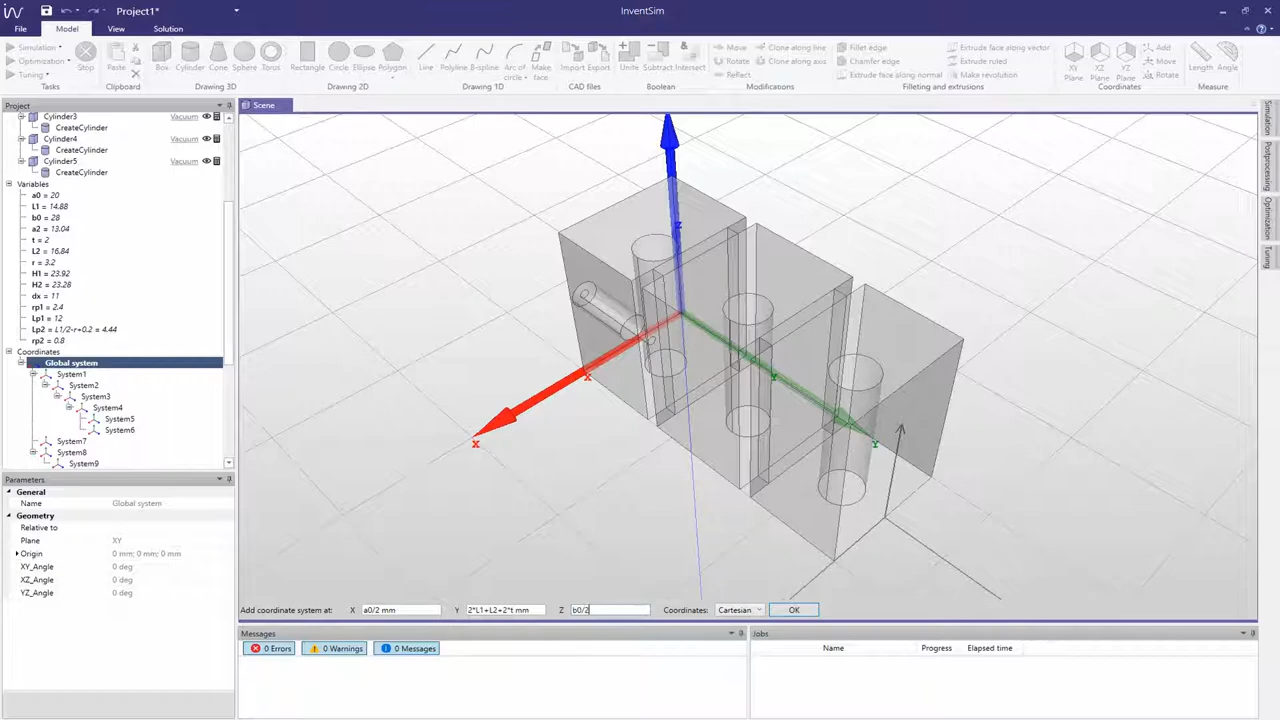 Project1*
InventSim
File
Model
View
Solution
Simulation
Optimization
Tuning
Stop
Paste
Box
Cylinder
Cone
Sphere
Torus
Rectangle
Circle
Ellipse
Polygon
Line
Polyline
B-spline
Arc of circle
Make face
Import
Export
Unite
Subtract
Intersect
Move
Rotate
Reflect
Clone along line
Clone along axis
Fillet edge
Chamfer edge
Extrude face along normal
Extrude face along vector
Extrude ruled
Make revolution
XY Plane
XZ Plane
YZ Plane
Add
Move
Rotate
Length
Angle
Tasks
Clipboard
Drawing 3D
Drawing 2D
Drawing 1D
CAD files
Boolean
Modifications
Filleting and extrusions
Coordinates
Measure
Project
Scene
Cylinder3 Vacuum
CreateCylinder
Cylinder4 Vacuum
CreateCylinder
Cylinder5 Vacuum
CreateCylinder
Variables
a0 = 20
L1 = 14.88
b0 = 28
a2 = 13.04
t = 2
L2 = 16.84
r = 3.2
H1 = 23.92
H2 = 23.28
dx = 11
rp1 = 2.4
Lp1 = 12
Lp2 = L1/2-r+0.2 = 4.44
rp2 = 0.8
Coordinates
Global system
System1
System2
System3
System4
System5
System6
System7
System8
System9
Z
X
Y
X
Y
Simulation
Postprocessing
Optimization
Tuning
Parameters
General
Name Global system
Geometry
Relative to
Plane XY
Origin 0 mm; 0 mm; 0 mm
XY_Angle 0 deg
XZ_Angle 0 deg
YZ_Angle 0 deg
Add coordinate system at: X a0/2 mm Y 2*L1+L2+2*t mm Z b0/2 Coordinates: Cartesian OK
Messages
0 Errors 0 Warnings 0 Messages
Jobs
Name Progress Elapsed time